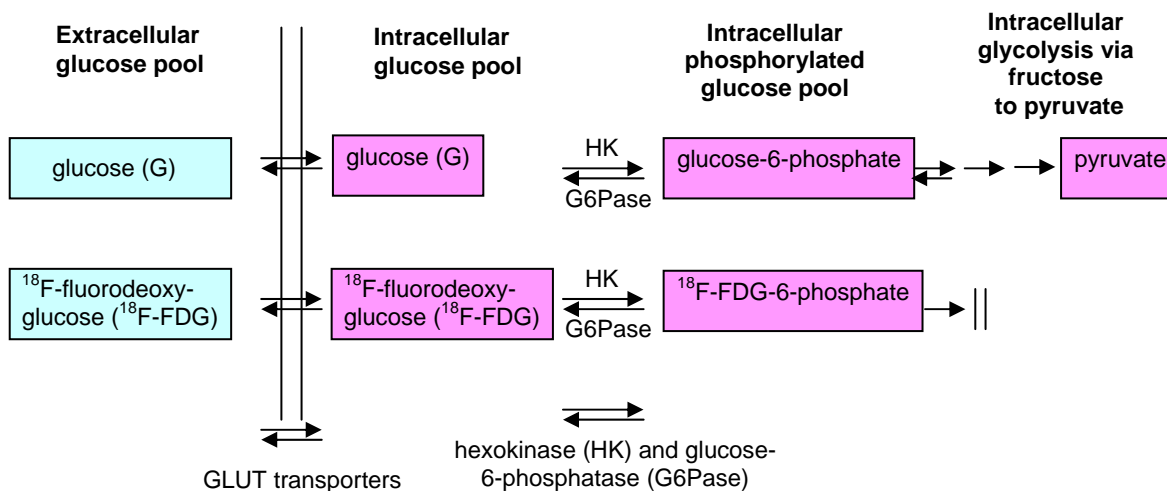 Extracellular
glucose pool
Intracellular
glucose pool
Intracellular
phosphorylated
glucose pool
Intracellular
glycolysis via
fructose
to pyruvate
glucose (G)
glucose (G)
HK
G6Pase
glucose-6-phosphate
pyruvate
¹⁸F-fluorodeoxy-
glucose (¹⁸F-FDG)
¹⁸F-fluorodeoxy-
glucose (¹⁸F-FDG)
HK
G6Pase
¹⁸F-FDG-6-phosphate
GLUT transporters
hexokinase (HK) and glucose-
6-phosphatase (G6Pase)